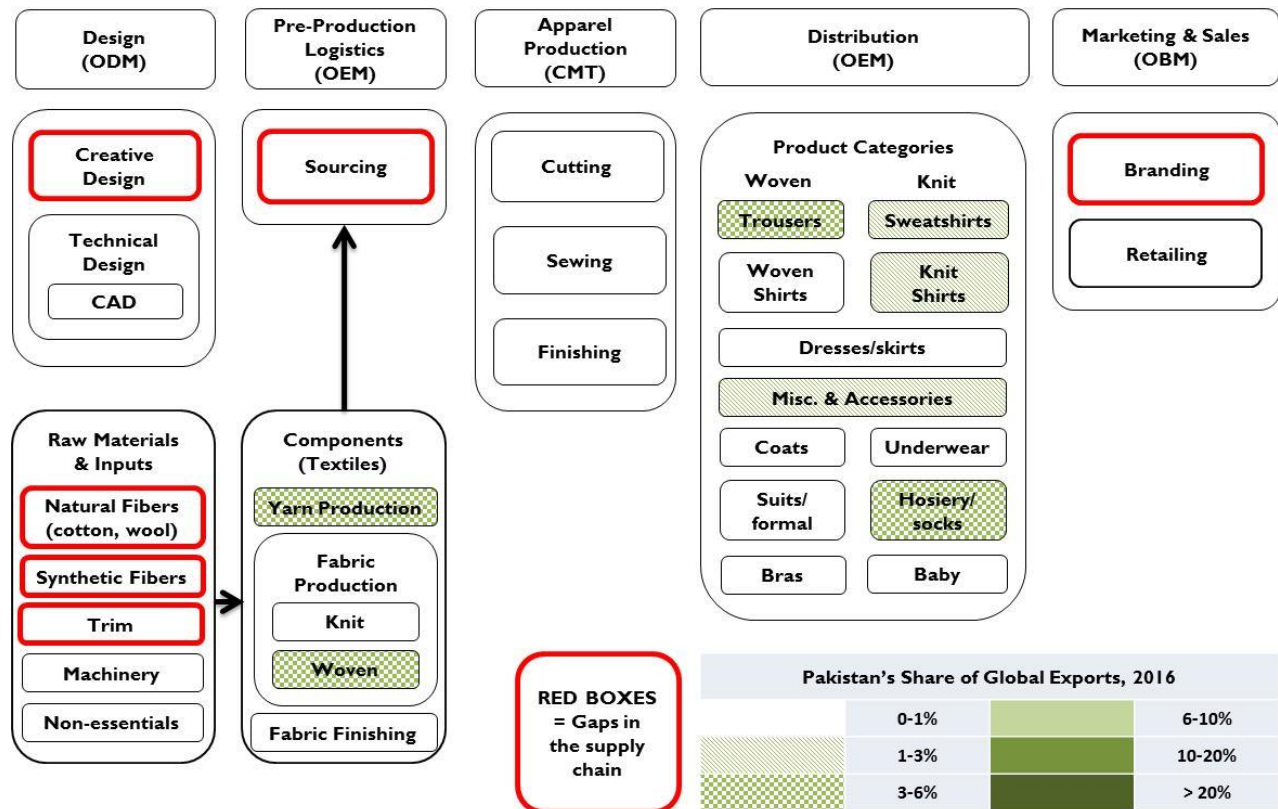 Design
(ODM)
Pre-Production
Logistics
(OEM)
Apparel
Production
(CMT)
Distribution
(OEM)
Marketing & Sales
(OBM)
Creative
Design
Technical
Design
CAD
Sourcing
Cutting
Sewing
Finishing
Product Categories
Woven
Knit
Trousers
Sweatshirts
Woven
Shirts
Knit
Shirts
Dresses/skirts
Misc. & Accessories
Coats
Underwear
Suits/
formal
Hosiery/
socks
Bras
Baby
Branding
Retailing
Raw Materials
& Inputs
Natural Fibers
(cotton, wool)
Synthetic Fibers
Trim
Machinery
Non-essentials
Components
(Textiles)
Yarn Production
Fabric
Production
Knit
Woven
Fabric Finishing
RED BOXES
= Gaps in
the supply
chain
Pakistan's Share of Global Exports, 2016
0-1%
6-10%
1-3%
10-20%
3-6%
> 20%